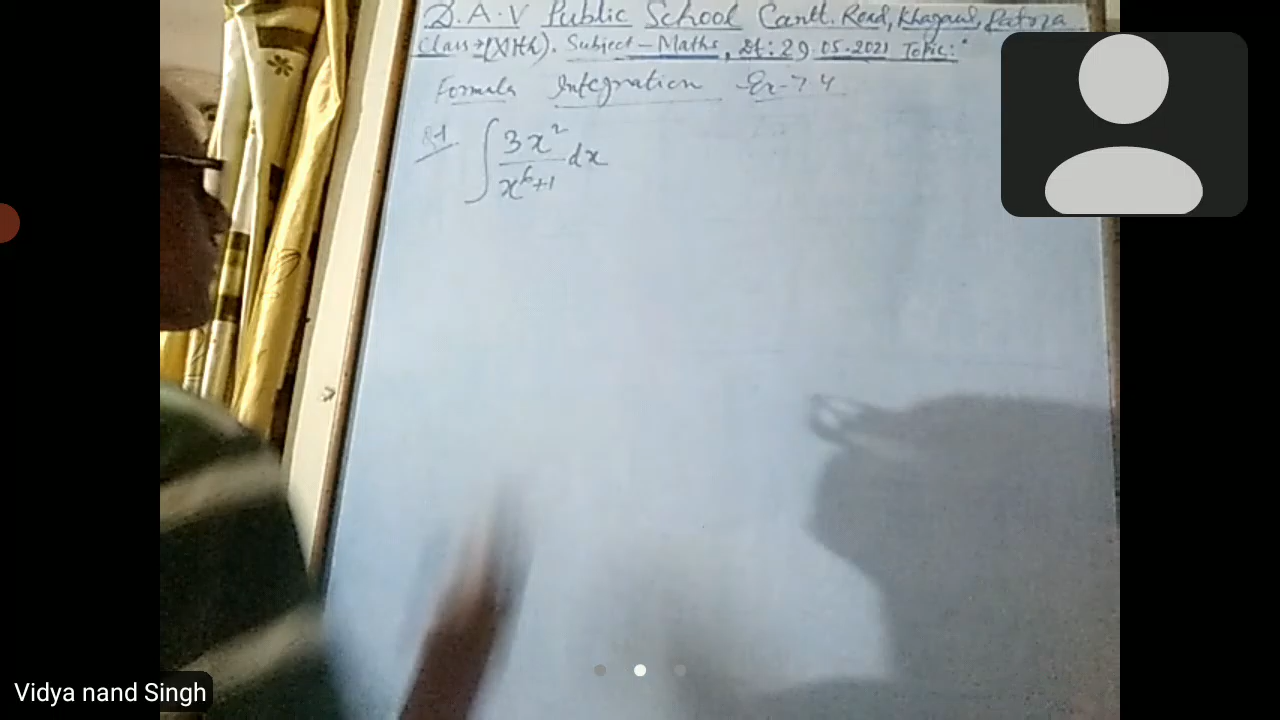 D.A.V Public School Cantt. Road, Khagaul, Patna
Class→(XIIth). Subject-Maths, Dt: 29.05.2021 Topic:
Formula Integration Ex-7.4
Q1 ∫ 3x²/(x⁶+1) dx
Vidya nand Singh